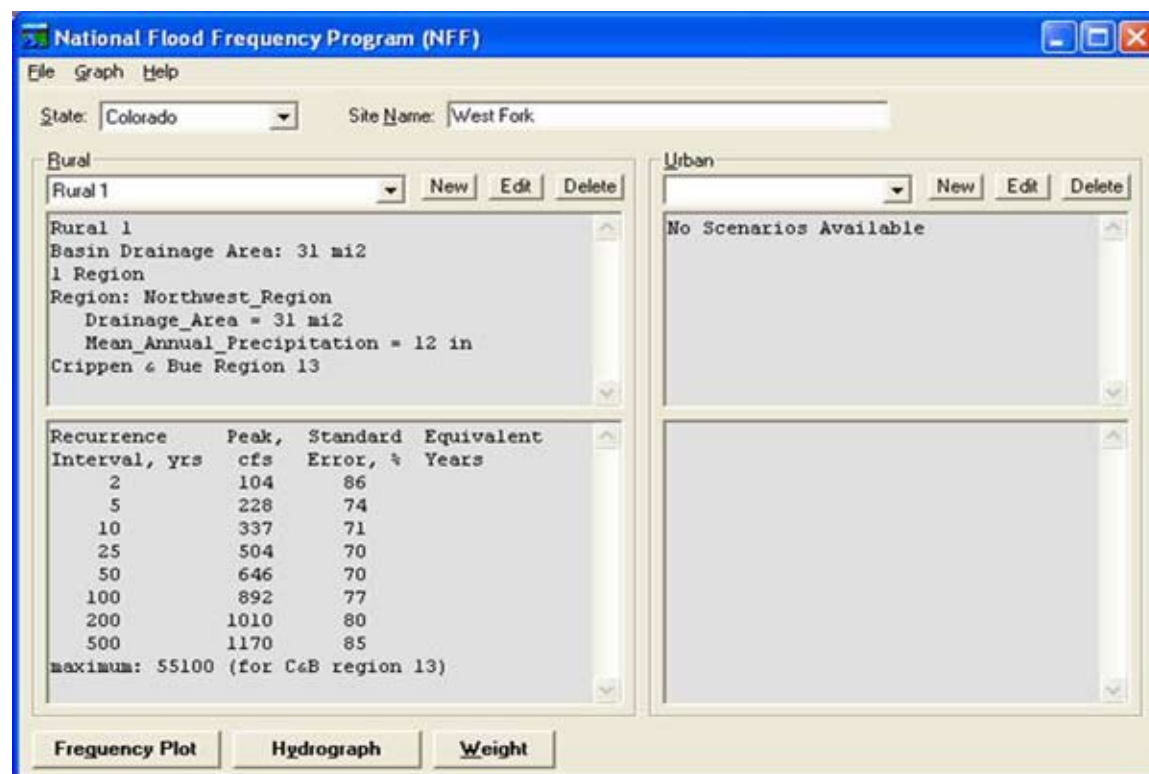 National Flood Frequency Program (NFF)
File Graph Help
State: Colorado Site Name: West Fork
Rural
Rural 1 New Edit Delete
Rural 1
Basin Drainage Area: 31 mi2
1 Region
Region: Northwest_Region
Drainage_Area = 31 mi2
Mean_Annual_Precipitation = 12 in
Crippen & Bue Region 13
Recurrence Peak, Standard Equivalent
Interval, yrs cfs Error, % Years
2 104 86
5 228 74
10 337 71
25 504 70
50 646 70
100 892 77
200 1010 80
500 1170 85
maximum: 55100 (for C&B region 13)
Urban
New Edit Delete
No Scenarios Available
Frequency Plot Hydrograph Weight